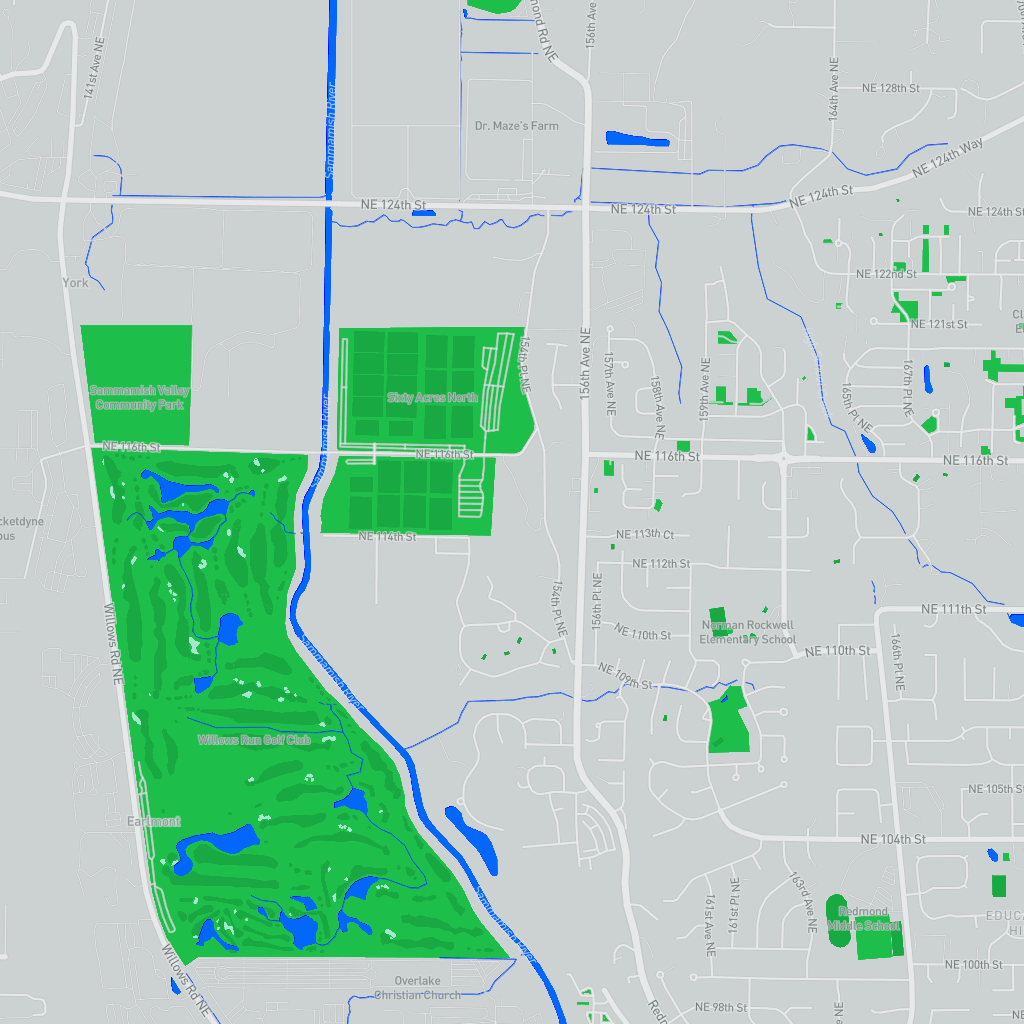 156th Ave NE
141st Ave NE
NE 128th St
164th Ave NE
Dr. Maze's Farm
Sammamish River
NE 124th Way
NE 124th St
NE 124th St
NE 124th St
NE 124th St
York
NE 122nd St
NE 121st St
154th Pl NE
156th Ave NE
157th Ave NE
158th Ave NE
159th Ave NE
165th Pl NE
167th Pl NE
Sammamish Valley
Community Park
Sixty Acres North
Sammamish River
NE 116th St
NE 116th St
NE 116th St
NE 116th St
NE 114th St
NE 113th Ct
NE 112th St
154th Pl NE
156th Pl NE
NE 111th St
Norman Rockwell
Elementary School
NE 110th St
NE 110th St
166th Pl NE
NE 109th St
Willows Rd NE
Sammamish River
Willows Run Golf Club
NE 105th St
Earlmont
NE 104th St
161st Ave NE
161st Pl NE
163rd Ave NE
Redmond
Middle School
Sammamish River
NE 100th St
Willows Rd NE
Overlake
Christian Church
NE 98th St